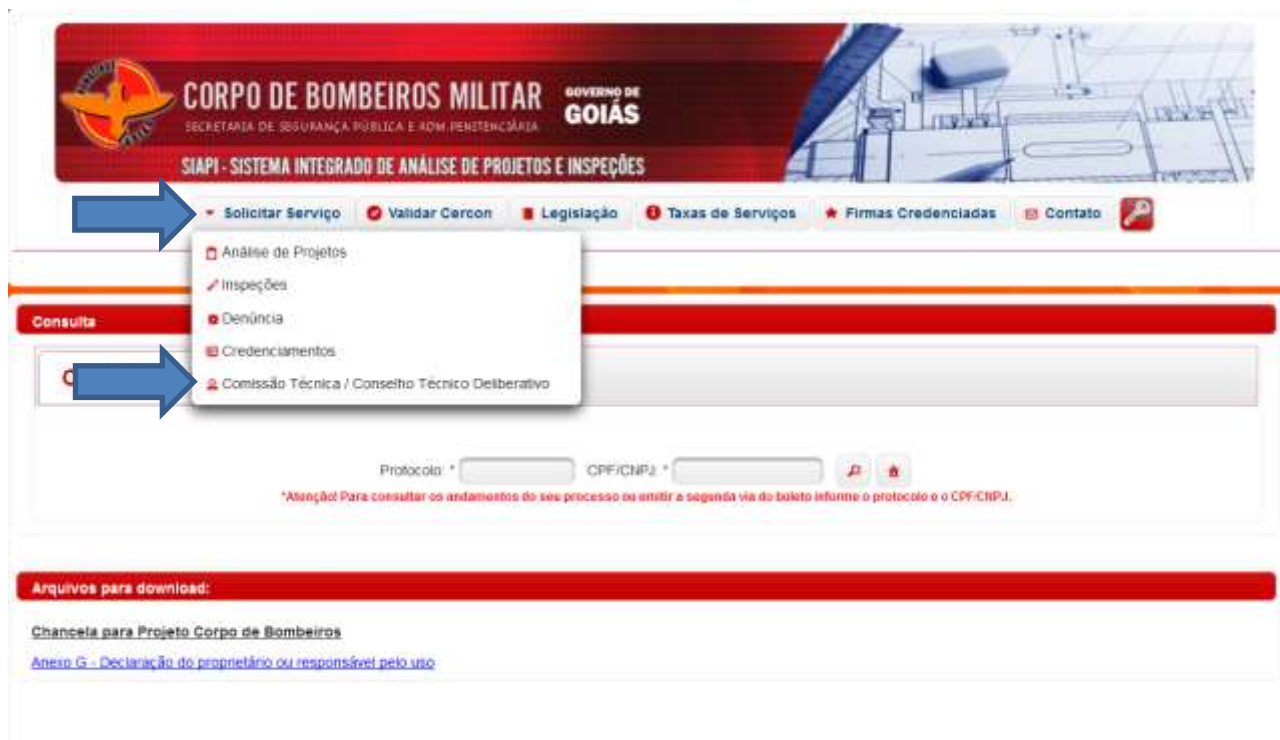 CORPO DE BOMBEIROS MILITAR
GOVERNO DE
GOIÁS
SECRETARIA DE SEGURANÇA PÚBLICA E ADM PENITENCIÁRIA
SIAPI - SISTEMA INTEGRADO DE ANÁLISE DE PROJETOS E INSPEÇÕES
Solicitar Serviço Validar Cercon Legislação Taxas de Serviços Firmas Credenciadas Contato
Análise de Projetos
Inspeções
Denúncia
Consulta
Credenciamentos
Comissão Técnica / Conselho Técnico Deliberativo
Protocolo: * CPF/CNPJ: *
*Atenção! Para consultar os andamentos do seu processo ou emitir a segunda via do boleto informe o protocolo e o CPF/CNPJ.
Arquivos para download:
Chancela para Projeto Corpo de Bombeiros
Anexo G - Declaração do proprietário ou responsável pelo uso